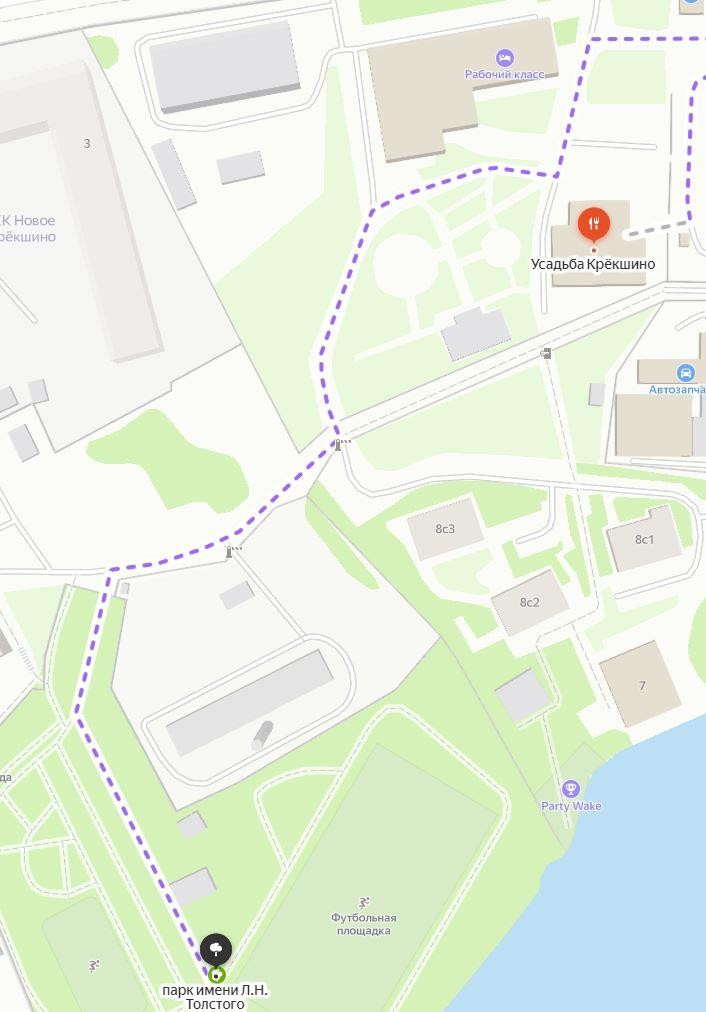 Рабочий класс
3
К Новое
рёкшино
Усадьба Крёкшино
Автозапча
8с3
8с1
8с2
7
да
Party Wake
Футбольная
площадка
парк имени Л.Н.
Толстого